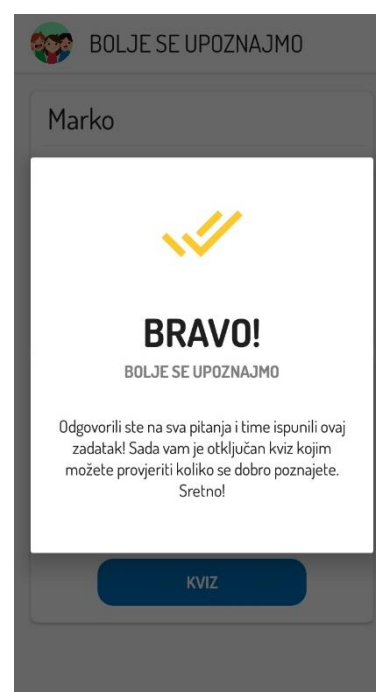 BOLJE SE UPOZNAJMO
Marko
BRAVO!
BOLJE SE UPOZNAJMO
Odgovorili ste na sva pitanja i time ispunili ovaj
zadatak! Sada vam je otključan kviz kojim
možete provjeriti koliko se dobro poznajete.
Sretno!
KVIZ